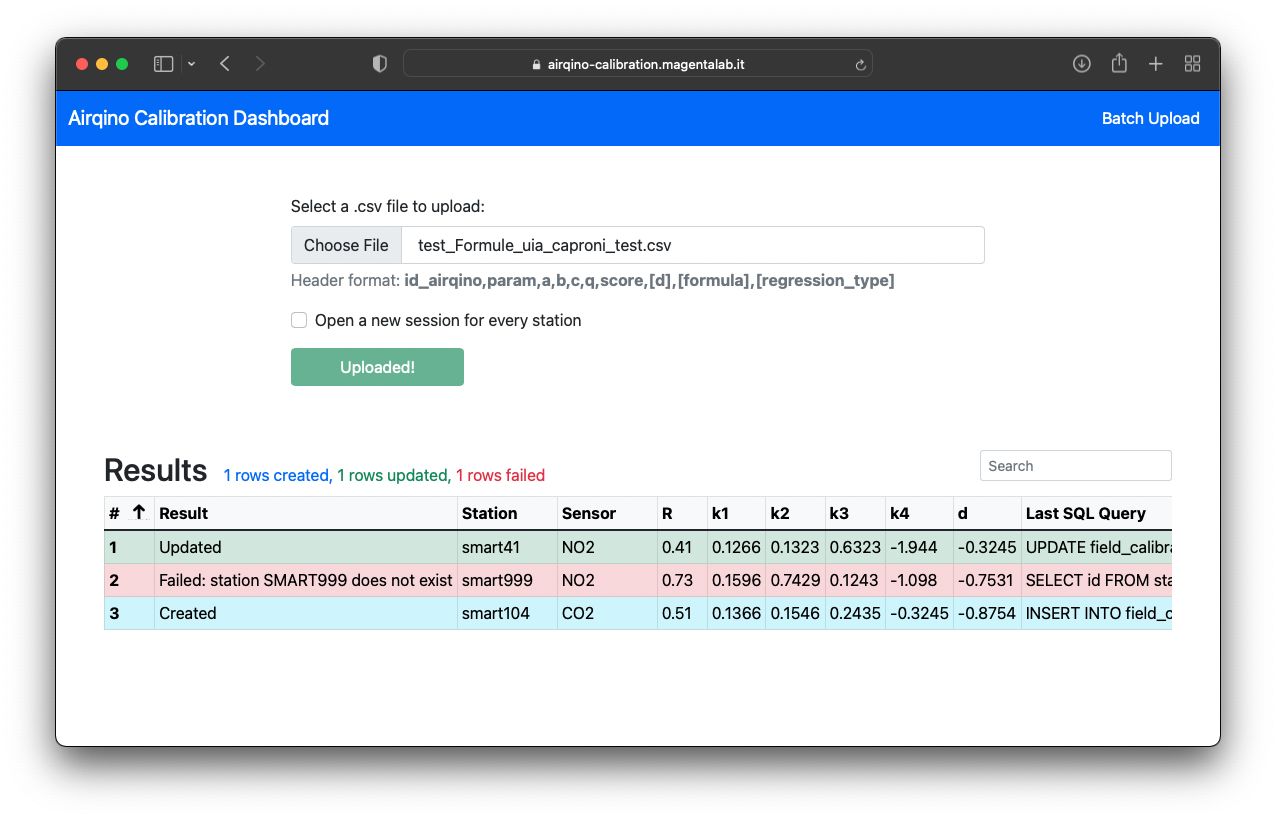 airqino-calibration.magentalab.it
Airqino Calibration Dashboard Batch Upload
Select a .csv file to upload:
Choose File test_Formule_uia_caproni_test.csv
Header format: id_airqino,param,a,b,c,q,score,[d],[formula],[regression_type]
Open a new session for every station
Uploaded!
Results 1 rows created, 1 rows updated, 1 rows failed Search
# ↑ Result Station Sensor R k1 k2 k3 k4 d Last SQL Query
1 Updated smart41 NO2 0.41 0.1266 0.1323 0.6323 -1.944 -0.3245 UPDATE field_calibra
2 Failed: station SMART999 does not exist smart999 NO2 0.73 0.1596 0.7429 0.1243 -1.098 -0.7531 SELECT id FROM sta
3 Created smart104 CO2 0.51 0.1366 0.1546 0.2435 -0.3245 -0.8754 INSERT INTO field_c